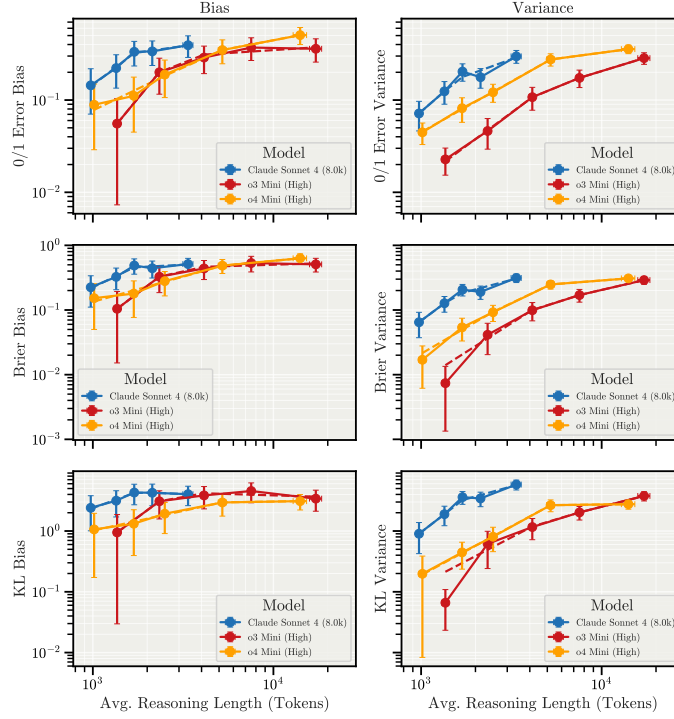 Bias
Variance
0/1 Error Bias
10⁻¹
10⁻²
Model
Claude Sonnet 4 (8.0k)
o3 Mini (High)
o4 Mini (High)
0/1 Error Variance
Model
Claude Sonnet 4 (8.0k)
o3 Mini (High)
o4 Mini (High)
Brier Bias
10⁰
10⁻¹
10⁻²
10⁻³
Model
Claude Sonnet 4 (8.0k)
o3 Mini (High)
o4 Mini (High)
Brier Variance
Model
Claude Sonnet 4 (8.0k)
o3 Mini (High)
o4 Mini (High)
KL Bias
10⁰
10⁻¹
10⁻²
Model
Claude Sonnet 4 (8.0k)
o3 Mini (High)
o4 Mini (High)
10³
10⁴
Avg. Reasoning Length (Tokens)
KL Variance
Model
Claude Sonnet 4 (8.0k)
o3 Mini (High)
o4 Mini (High)
10³
10⁴
Avg. Reasoning Length (Tokens)